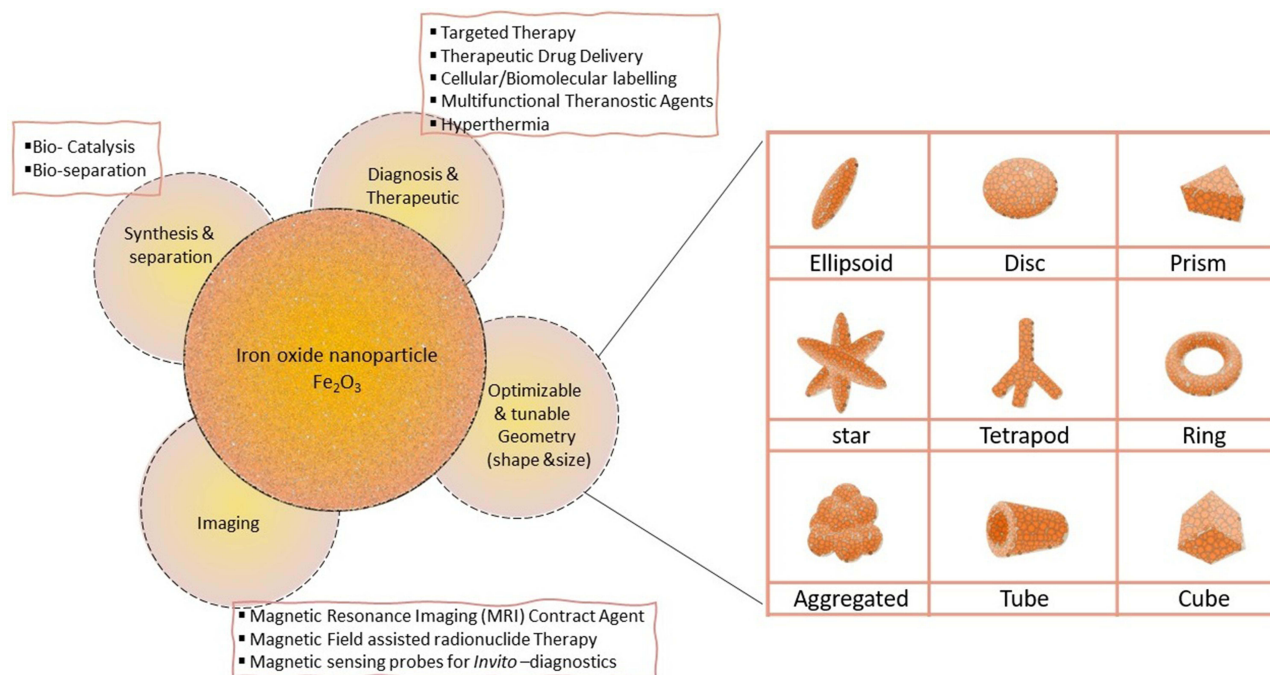 ▪ Targeted Therapy
▪ Therapeutic Drug Delivery
▪ Cellular/Biomolecular labelling
▪ Multifunctional Theranostic Agents
▪ Hyperthermia
▪Bio- Catalysis
▪Bio-separation
Diagnosis &
Therapeutic
Synthesis &
separation
Iron oxide nanoparticle
Fe₂O₃
Optimizable
& tunable
Geometry
(shape &size)
Imaging
▪ Magnetic Resonance Imaging (MRI) Contract Agent
▪ Magnetic Field assisted radionuclide Therapy
▪ Magnetic sensing probes for Invito –diagnostics
Ellipsoid
Disc
Prism
star
Tetrapod
Ring
Aggregated
Tube
Cube